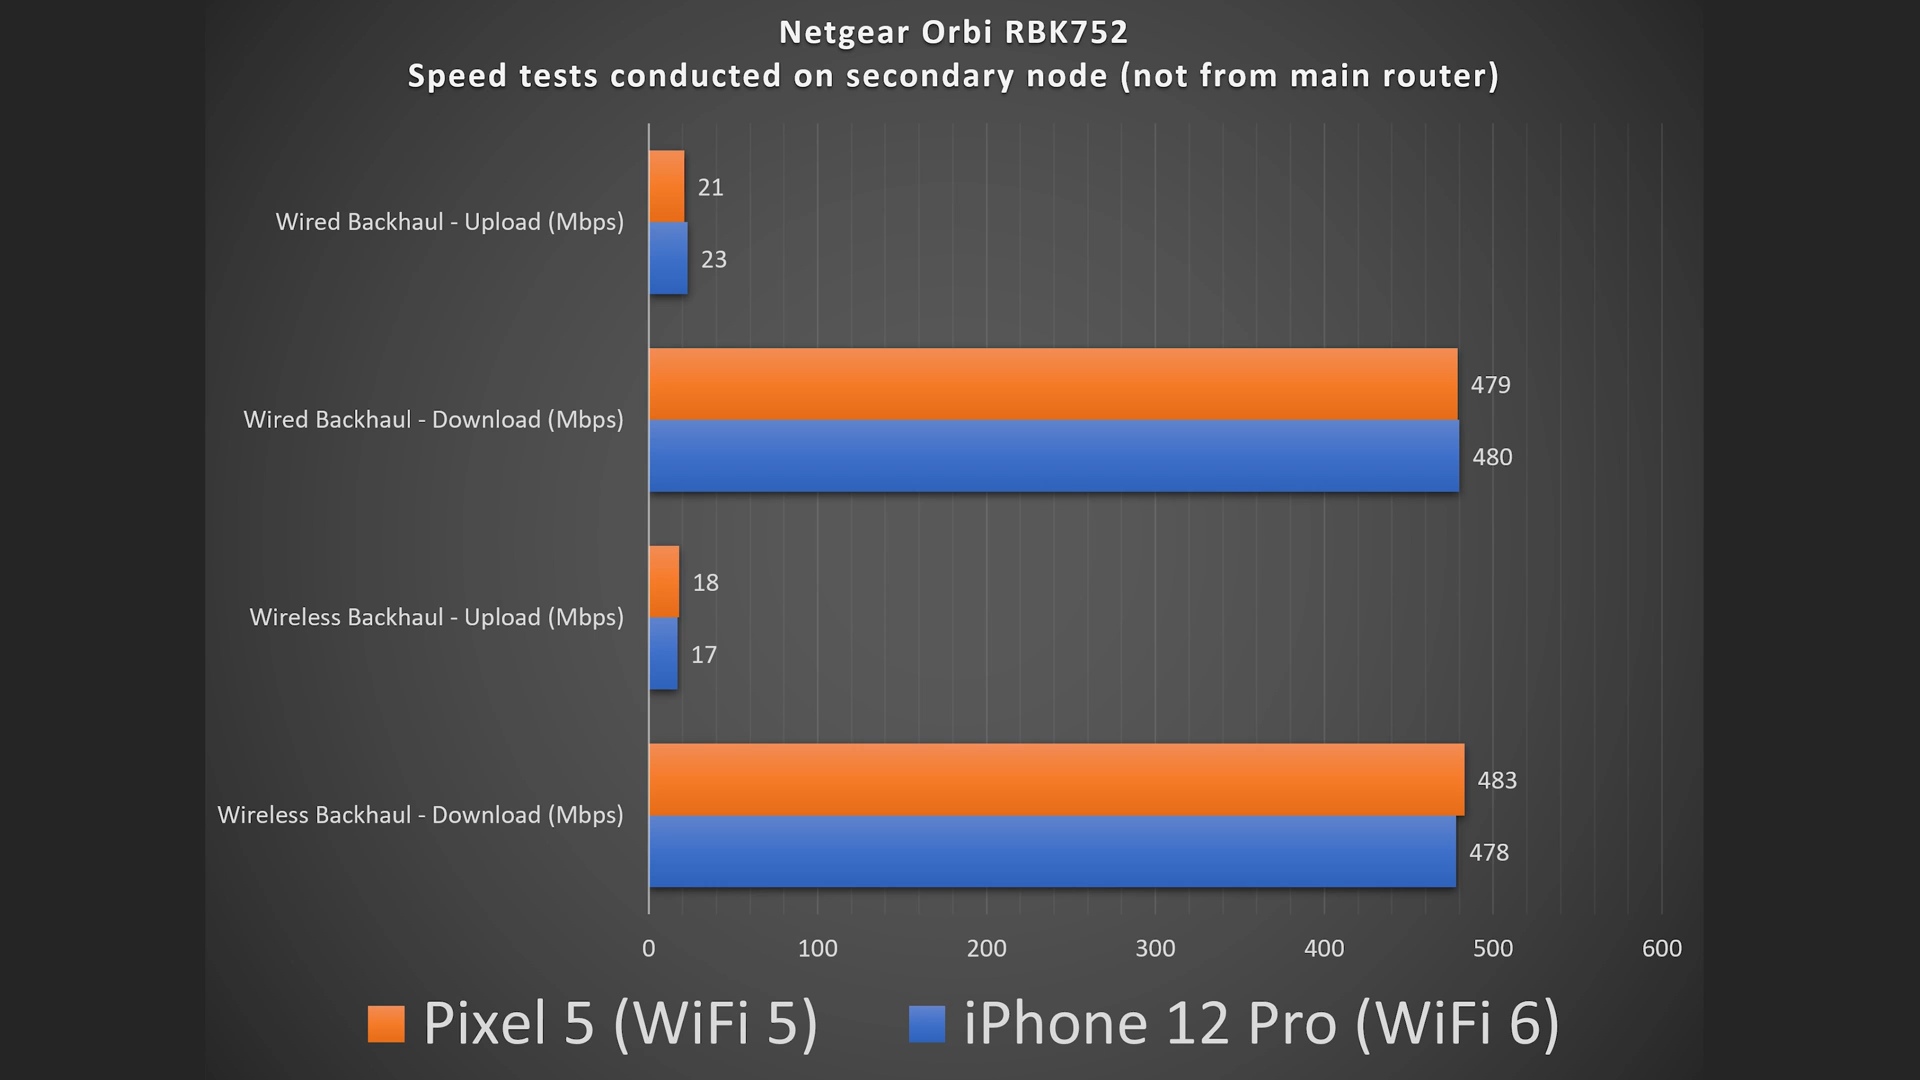 Netgear Orbi RBK752
Speed tests conducted on secondary node (not from main router)
Wired Backhaul - Upload (Mbps)
21
23
Wired Backhaul - Download (Mbps)
479
480
Wireless Backhaul - Upload (Mbps)
18
17
Wireless Backhaul - Download (Mbps)
483
478
0 100 200 300 400 500 600
Pixel 5 (WiFi 5) iPhone 12 Pro (WiFi 6)